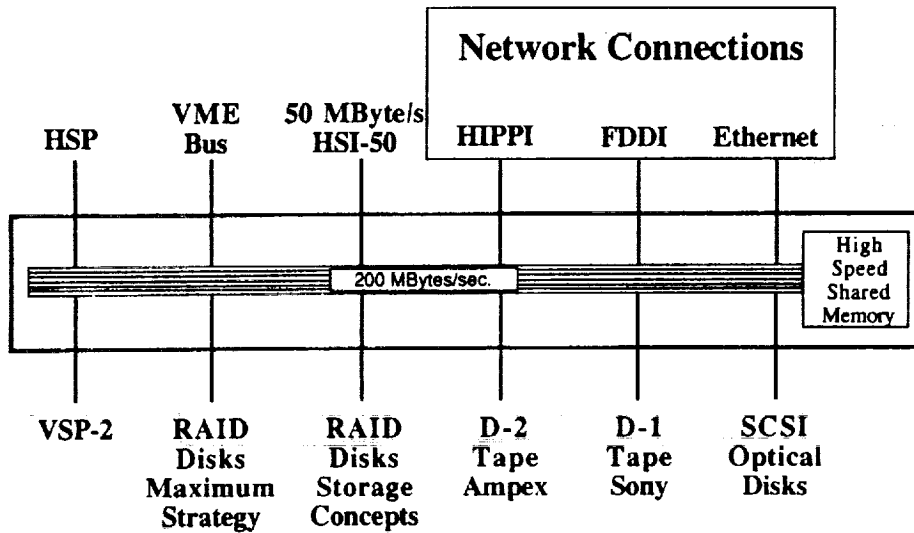 Network Connections
HSP
VME
Bus
50 MByte/s
HSI-50
HIPPI
FDDI
Ethernet
200 MBytes/sec.
High
Speed
Shared
Memory
VSP-2
RAID
Disks
Maximum
Strategy
RAID
Disks
Storage
Concepts
D-2
Tape
Ampex
D-1
Tape
Sony
SCSI
Optical
Disks